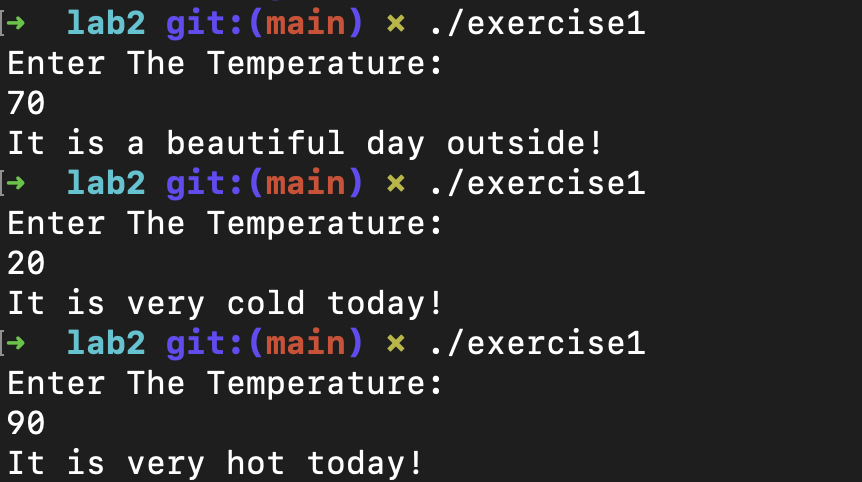 ➜ lab2 git:(main) ✗ ./exercise1
Enter The Temperature:
70
It is a beautiful day outside!
➜ lab2 git:(main) ✗ ./exercise1
Enter The Temperature:
20
It is very cold today!
➜ lab2 git:(main) ✗ ./exercise1
Enter The Temperature:
90
It is very hot today!